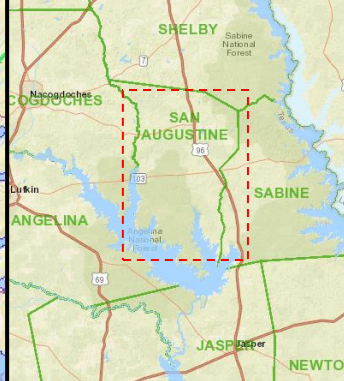 SHELBY
Sabine
National
Forest
7
Nacogdoches
COGDOCHES
SAN
AUGUSTINE
96
103
Lufkin
SABINE
ANGELINA
Angelina
National
Forest
69
JASPER
Jasper
NEWTO